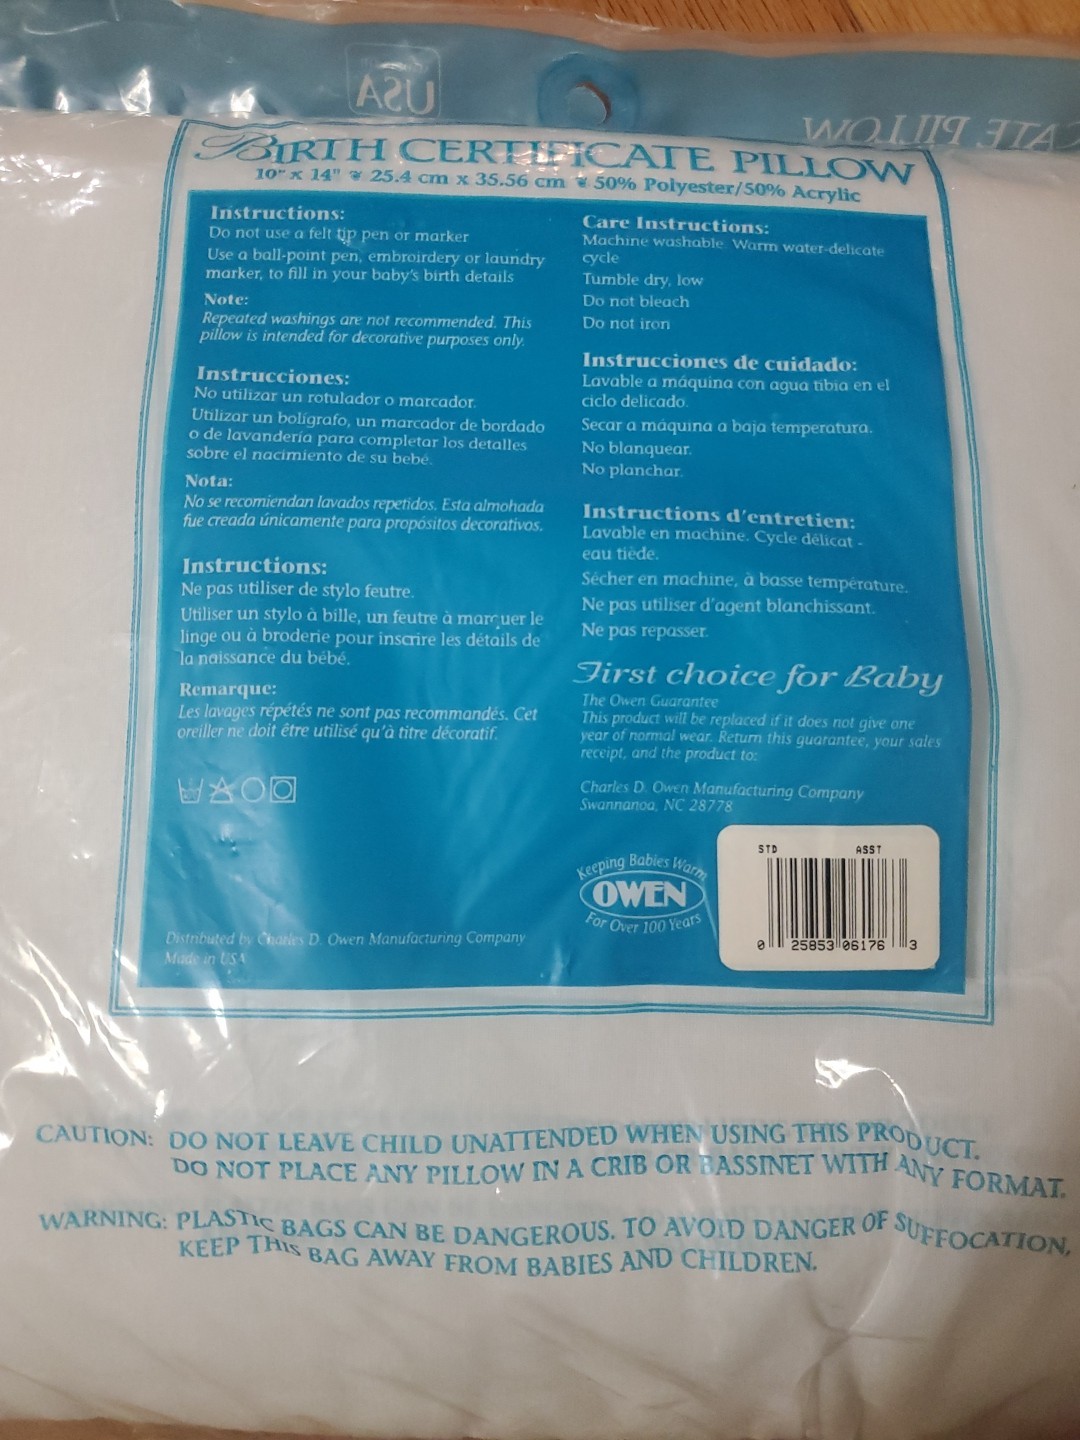 USA
CATE PILLOW
BIRTH CERTIFICATE PILLOW
10" x 14" 25.4 cm x 35.56 cm 50% Polyester/50% Acrylic
Instructions:
Do not use a felt tip pen or marker
Use a ball-point pen, embroirdery or laundry
marker, to fill in your baby's birth details
Note:
Repeated washings are not recommended. This
pillow is intended for decorative purposes only.
Instrucciones:
No utilizar un rotulador o marcador.
Utilizar un bolígrafo, un marcador de bordado
o de lavandería para completar los detalles
sobre el nacimiento de su bebé.
Nota:
No se recomiendan lavados repetidos. Esta almohada
fue creada únicamente para propósitos decorativos.
Instructions:
Ne pas utiliser de stylo feutre.
Utiliser un stylo à bille, un feutre à marquer le
linge ou à broderie pour inscrire les détails de
la naissance du bébé.
Remarque:
Les lavages répétés ne sont pas recommandés. Cet
oreiller ne doit être utilisé qu'à titre décoratif.
Distributed by Charles D. Owen Manufacturing Company
Made in USA
Care Instructions:
Machine washable. Warm water-delicate
cycle
Tumble dry, low
Do not bleach
Do not iron
Instrucciones de cuidado:
Lavable a máquina con agua tibia en el
ciclo delicado.
Secar a máquina a baja temperatura.
No blanquear.
No planchar.
Instructions d'entretien:
Lavable en machine. Cycle délicat -
eau tiède.
Sécher en machine, à basse température.
Ne pas utiliser d'agent blanchissant.
Ne pas repasser.
First choice for Baby
The Owen Guarantee
This product will be replaced if it does not give one
year of normal wear. Return this guarantee, your sales
receipt, and the product to:
Charles D. Owen Manufacturing Company
Swannanoa, NC 28778
Keeping Babies Warm
OWEN
For Over 100 Years
STD ASST
0 25853 06176 3
CAUTION: DO NOT LEAVE CHILD UNATTENDED WHEN USING THIS PRODUCT.
DO NOT PLACE ANY PILLOW IN A CRIB OR BASSINET WITH ANY FORMAT.
WARNING: PLASTIC BAGS CAN BE DANGEROUS. TO AVOID DANGER OF SUFFOCATION,
KEEP THIS BAG AWAY FROM BABIES AND CHILDREN.